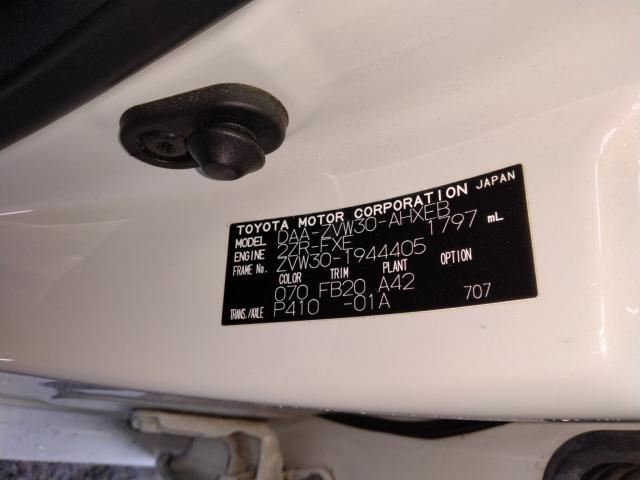 TOYOTA MOTOR CORPORATION JAPAN
MODEL DAA-ZVW30-AHXEB
ENGINE 2ZR-FXE 1797 mL
FRAME No. ZVW30-1944405
COLOR TRIM PLANT OPTION
070 FB20 A42
TRANS./AXLE P410 -01A 707